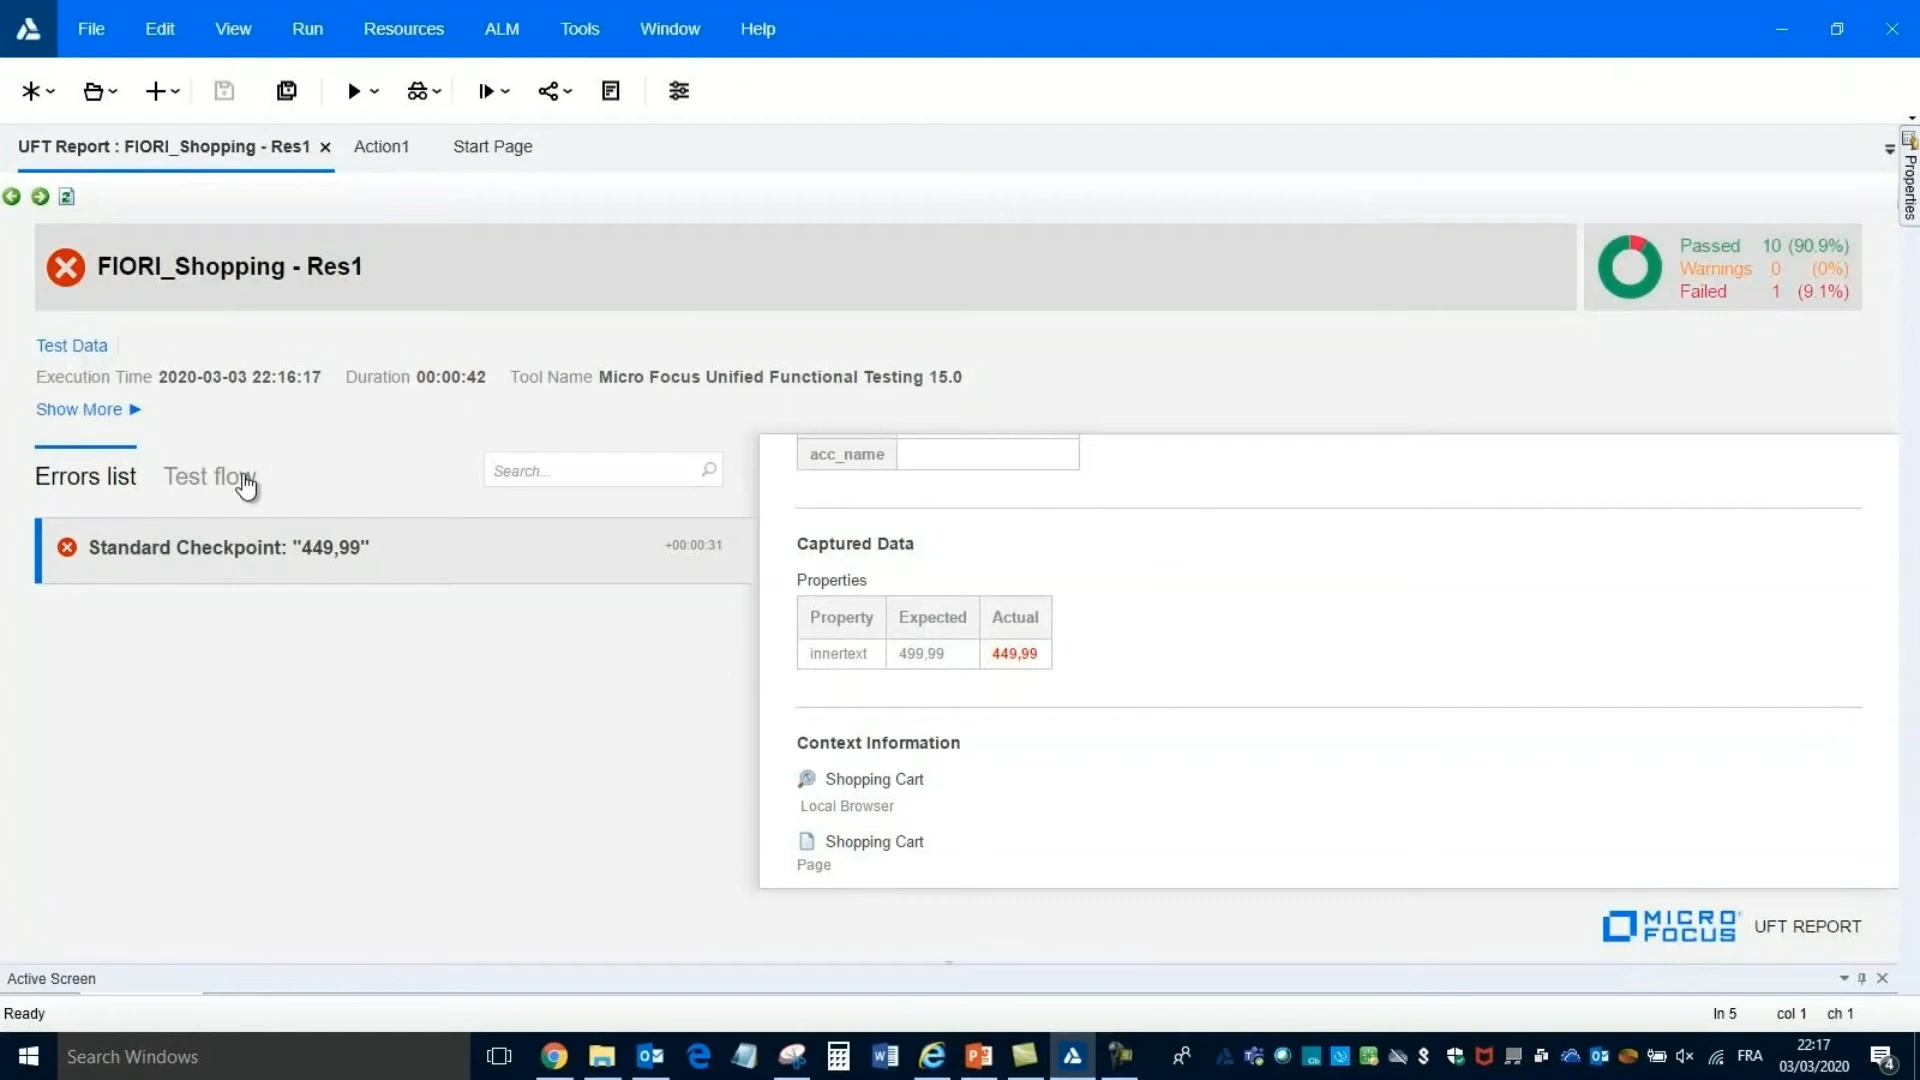 File Edit View Run Resources ALM Tools Window Help
UFT Report : FIORI_Shopping - Res1 Action1 Start Page
Properties
FIORI_Shopping - Res1
Passed 10 (90.9%)
Warnings 0 (0%)
Failed 1 (9.1%)
Test Data
Execution Time 2020-03-03 22:16:17 Duration 00:00:42 Tool Name Micro Focus Unified Functional Testing 15.0
Show More
Errors list Test flow Search...
Standard Checkpoint: "449,99" +00:00:31
acc_name
Captured Data
Properties
Property Expected Actual
innertext 499,99 449,99
Context Information
Shopping Cart
Local Browser
Shopping Cart
Page
MICRO FOCUS UFT REPORT
Active Screen
Ready ln 5 col 1 ch 1
Search Windows FRA 22:17
03/03/2020 4